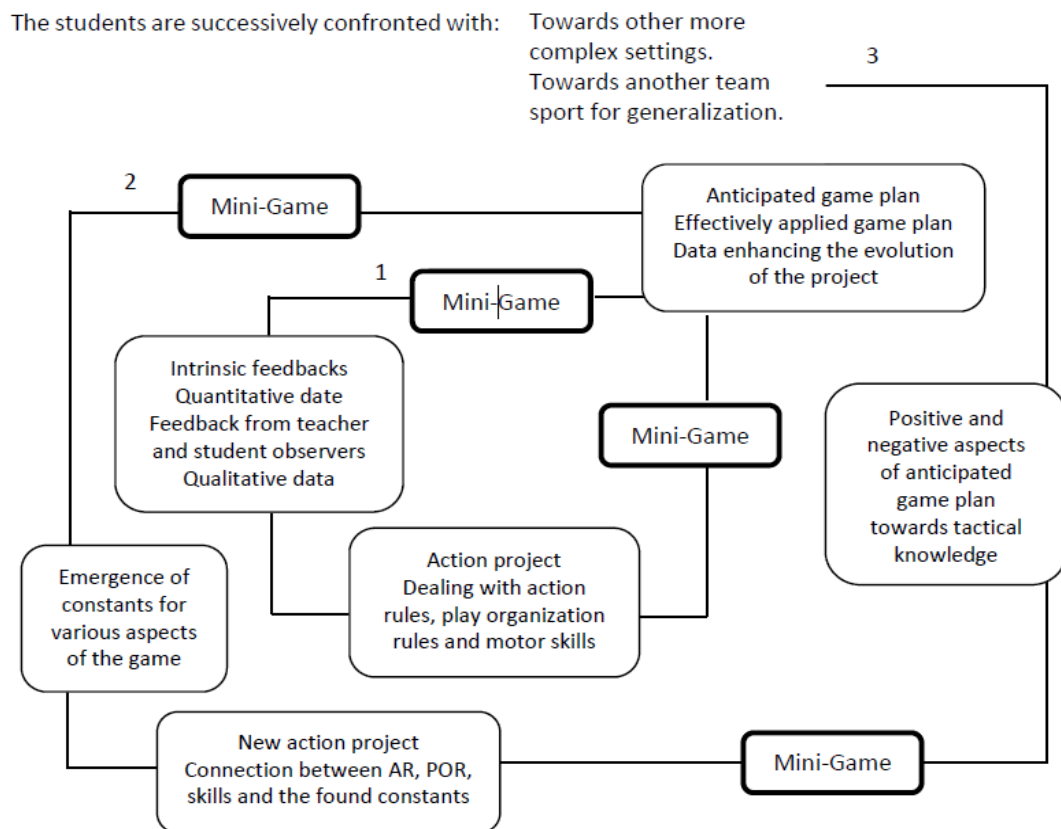 The students are successively confronted with:
Towards other more
complex settings.
Towards another team
sport for generalization.
3
2
Mini-Game
Anticipated game plan
Effectively applied game plan
Data enhancing the evolution
of the project
1
Mini-Game
Intrinsic feedbacks
Quantitative date
Feedback from teacher
and student observers
Qualitative data
Mini-Game
Positive and
negative aspects
of anticipated
game plan
towards tactical
knowledge
Action project
Dealing with action
rules, play organization
rules and motor skills
Emergence of
constants for
various aspects
of the game
New action project
Connection between AR, POR,
skills and the found constants
Mini-Game